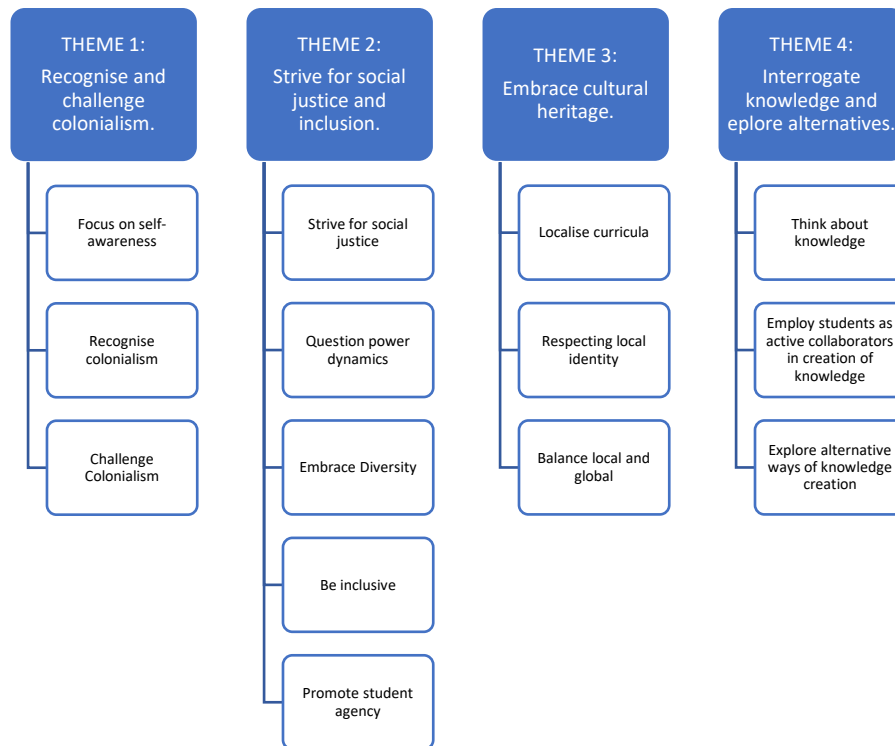 THEME 1:
Recognise and
challenge
colonialism.
Focus on self-
awareness
Recognise
colonialism
Challenge
Colonialism
THEME 2:
Strive for social
justice and
inclusion.
Strive for social
justice
Question power
dynamics
Embrace Diversity
Be inclusive
Promote student
agency
THEME 3:
Embrace cultural
heritage.
Localise curricula
Respecting local
identity
Balance local and
global
THEME 4:
Interrogate
knowledge and
eplore alternatives.
Think about
knowledge
Employ students as
active collaborators
in creation of
knowledge
Explore alternative
ways of knowledge
creation